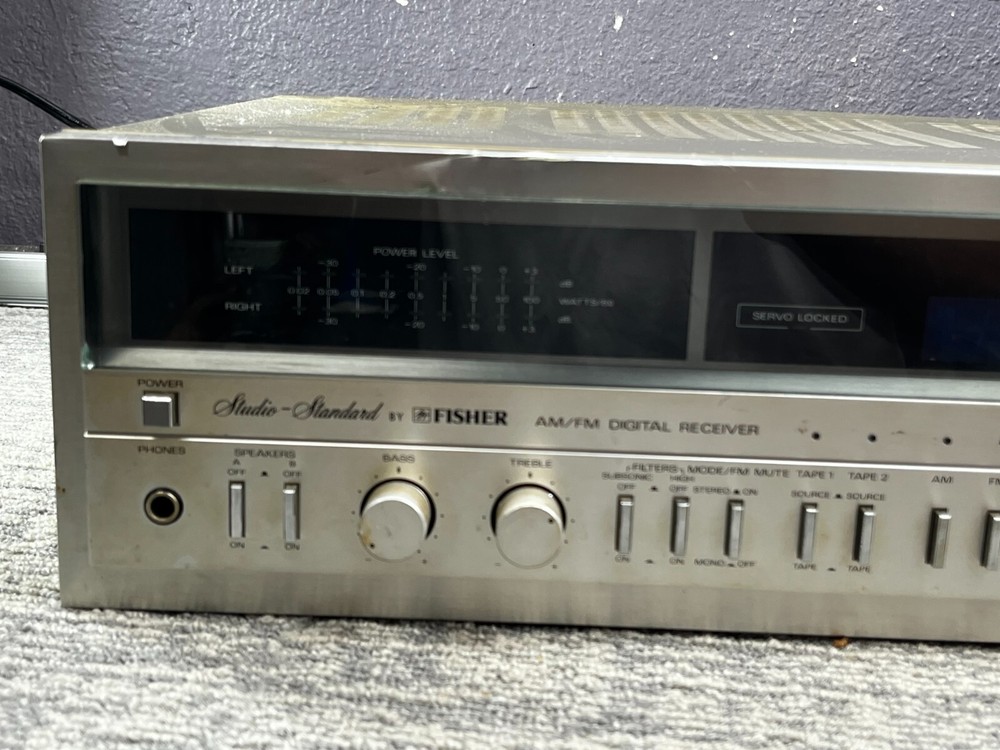 POWER LEVEL
-30 -20 -10 0 +3
LEFT dB
0.02 0.05 0.1 0.2 0.5 5 50 100 WATTS/8Ω
RIGHT dB
-30 -20 -10 0 +3
SERVO LOCKED
POWER
Studio-Standard BY FISHER AM/FM DIGITAL RECEIVER
PHONES SPEAKERS BASS TREBLE FILTERS MODE/FM MUTE TAPE 1 TAPE 2 AM
A B SUBSONIC HIGH
OFF OFF OFF OFF STEREO ON SOURCE SOURCE
ON ON ON ON MONO OFF TAPE TAPE